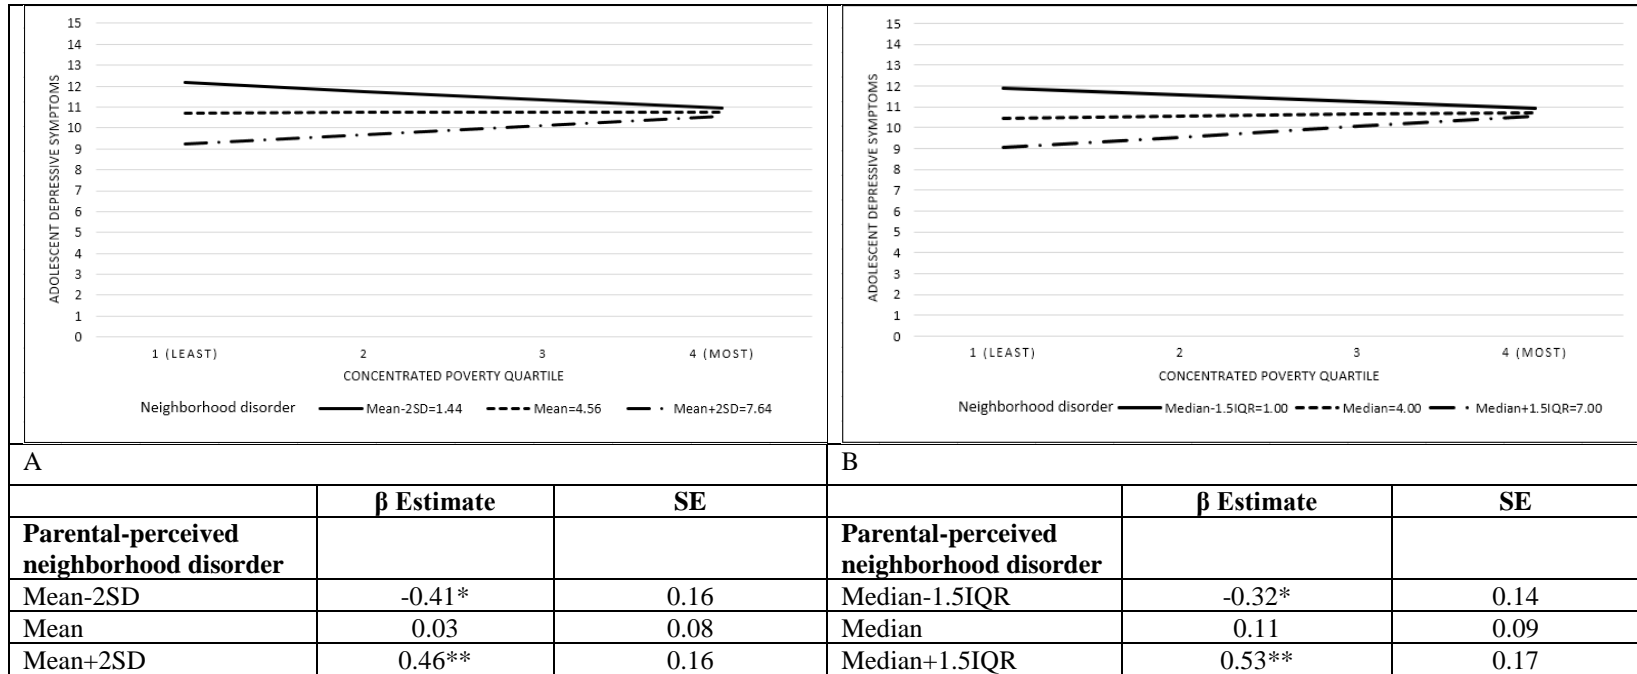 15
14
13
12
11
10
9
8
7
6
5
4
3
2
1
0
ADOLESCENT DEPRESSIVE SYMPTOMS
1 (LEAST) 2 3 4 (MOST)
CONCENTRATED POVERTY QUARTILE
Neighborhood disorder Mean-2SD=1.44 Mean=4.56 Mean+2SD=7.64
15
14
13
12
11
10
9
8
7
6
5
4
3
2
1
0
ADOLESCENT DEPRESSIVE SYMPTOMS
1 (LEAST) 2 3 4 (MOST)
CONCENTRATED POVERTY QUARTILE
Neighborhood disorder Median-1.5IQR=1.00 Median=4.00 Median+1.5IQR=7.00
A B
β Estimate SE β Estimate SE
Parental-perceived Parental-perceived
neighborhood disorder neighborhood disorder
Mean-2SD -0.41* 0.16 Median-1.5IQR -0.32* 0.14
Mean 0.03 0.08 Median 0.11 0.09
Mean+2SD 0.46** 0.16 Median+1.5IQR 0.53** 0.17